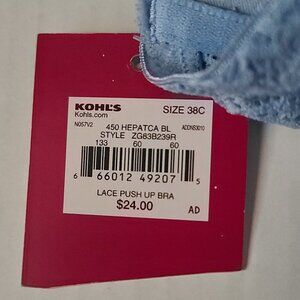 KOHL'S SIZE 38C
Kohls.com
N057V2 ADDNS3010
450 HEPATCA BL
STYLE ZG83B239R
133 60 60
6 66012 49207 5
LACE PUSH UP BRA
$24.00 AD